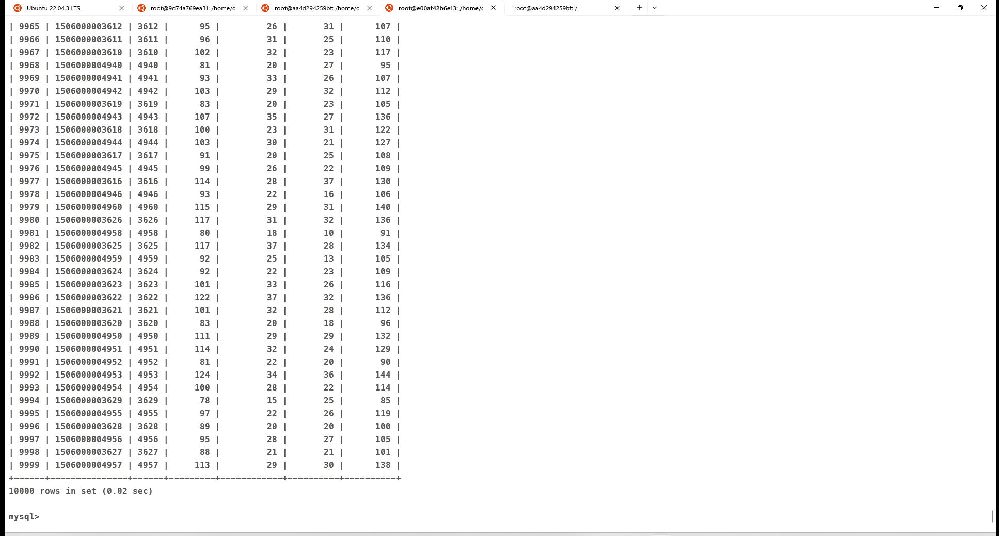 Ubuntu 22.04.3 LTS root@9d74a769ea31: /home/d root@aa4d294259bf: /home/d root@e00af42b6e13: /home/c root@aa4d294259bf: /
| 9965 | 1506000003612 | 3612 | 95 | 26 | 31 | 107 |
| 9966 | 1506000003611 | 3611 | 96 | 31 | 25 | 110 |
| 9967 | 1506000003610 | 3610 | 102 | 32 | 23 | 117 |
| 9968 | 1506000004940 | 4940 | 81 | 20 | 27 | 95 |
| 9969 | 1506000004941 | 4941 | 93 | 33 | 26 | 107 |
| 9970 | 1506000004942 | 4942 | 103 | 29 | 32 | 112 |
| 9971 | 1506000003619 | 3619 | 83 | 20 | 23 | 105 |
| 9972 | 1506000004943 | 4943 | 107 | 35 | 27 | 136 |
| 9973 | 1506000003618 | 3618 | 100 | 23 | 31 | 122 |
| 9974 | 1506000004944 | 4944 | 103 | 30 | 21 | 127 |
| 9975 | 1506000003617 | 3617 | 91 | 20 | 25 | 108 |
| 9976 | 1506000004945 | 4945 | 99 | 26 | 22 | 109 |
| 9977 | 1506000003616 | 3616 | 114 | 28 | 37 | 130 |
| 9978 | 1506000004946 | 4946 | 93 | 22 | 16 | 106 |
| 9979 | 1506000004960 | 4960 | 115 | 29 | 31 | 140 |
| 9980 | 1506000003626 | 3626 | 117 | 31 | 32 | 136 |
| 9981 | 1506000004958 | 4958 | 80 | 18 | 10 | 91 |
| 9982 | 1506000003625 | 3625 | 117 | 37 | 28 | 134 |
| 9983 | 1506000004959 | 4959 | 92 | 25 | 13 | 105 |
| 9984 | 1506000003624 | 3624 | 92 | 22 | 23 | 109 |
| 9985 | 1506000003623 | 3623 | 101 | 33 | 26 | 116 |
| 9986 | 1506000003622 | 3622 | 122 | 37 | 32 | 136 |
| 9987 | 1506000003621 | 3621 | 101 | 32 | 28 | 112 |
| 9988 | 1506000003620 | 3620 | 83 | 20 | 18 | 96 |
| 9989 | 1506000004950 | 4950 | 111 | 29 | 29 | 132 |
| 9990 | 1506000004951 | 4951 | 114 | 32 | 24 | 129 |
| 9991 | 1506000004952 | 4952 | 81 | 22 | 20 | 90 |
| 9992 | 1506000004953 | 4953 | 124 | 34 | 36 | 144 |
| 9993 | 1506000004954 | 4954 | 100 | 28 | 22 | 114 |
| 9994 | 1506000003629 | 3629 | 78 | 15 | 25 | 85 |
| 9995 | 1506000004955 | 4955 | 97 | 22 | 26 | 119 |
| 9996 | 1506000003628 | 3628 | 89 | 20 | 20 | 100 |
| 9997 | 1506000004956 | 4956 | 95 | 28 | 27 | 105 |
| 9998 | 1506000003627 | 3627 | 88 | 21 | 21 | 101 |
| 9999 | 1506000004957 | 4957 | 113 | 29 | 30 | 138 |
+------+---------------+------+---------+------------+----------+----------+
10000 rows in set (0.02 sec)
mysql>